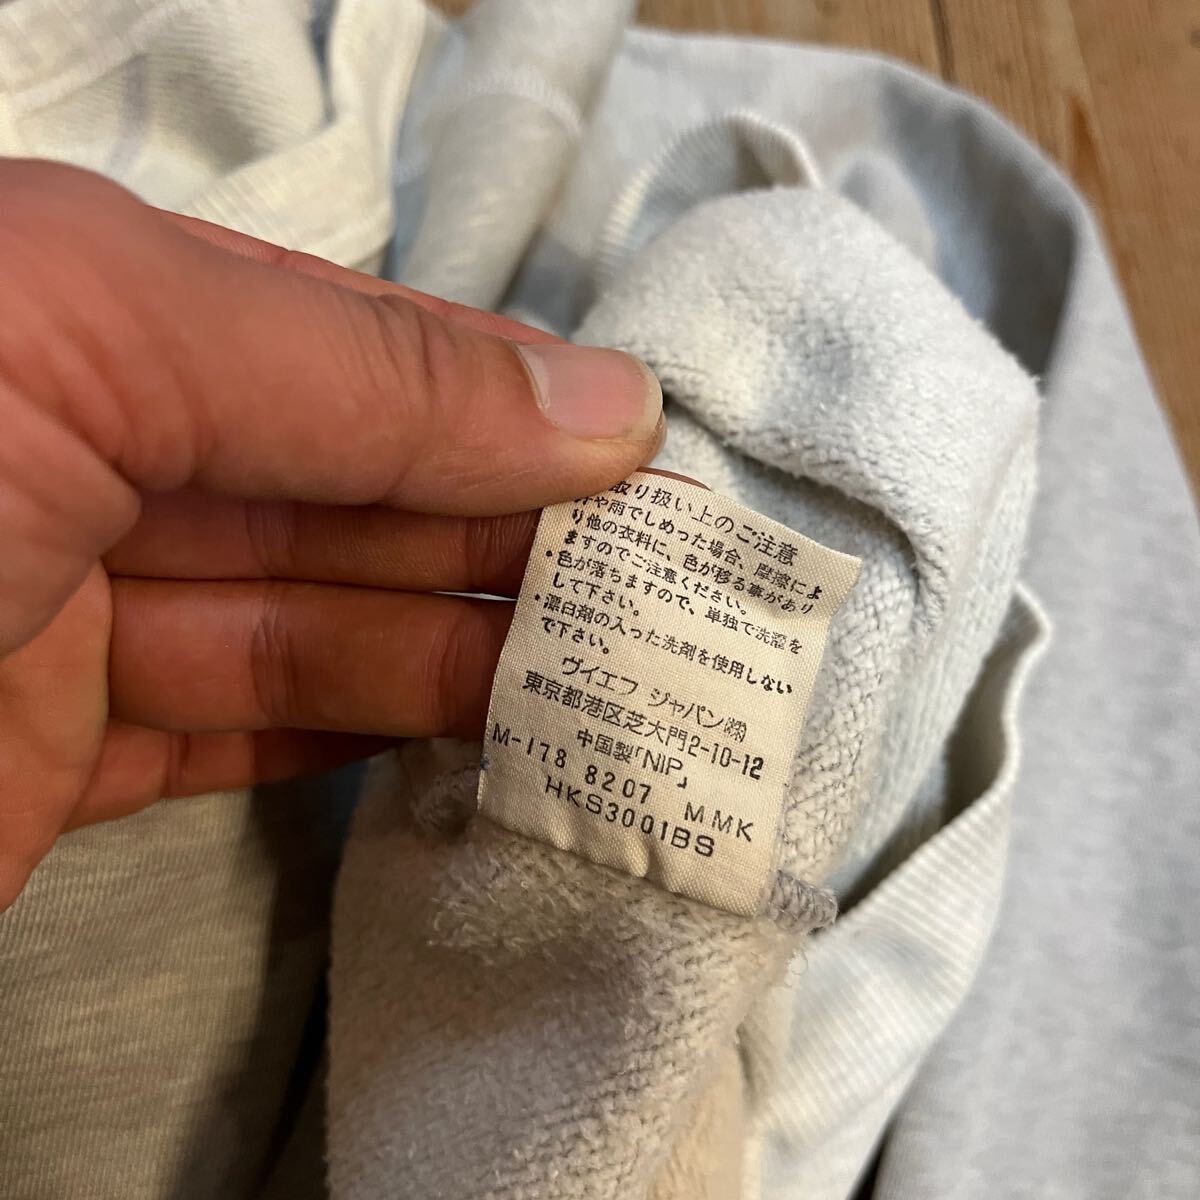 取り扱い上のご注意
汗や雨でしめった場合、摩擦によ
り他の衣料に、色が移る事があり
ますのでご注意ください。
・色が落ちますので、単独で洗濯を
して下さい。
・漂白剤の入った洗剤を使用しない
で下さい。
ヴイエフ ジャパン㈱
東京都港区芝大門2-10-12
中国製「NIP」
M-178 8207 MMK
HKS3001BS